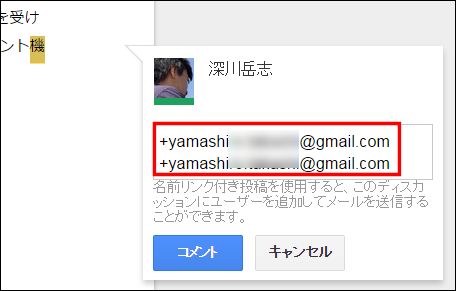 を受け
ント機
深川岳志
+yamashi @gmail.com
+yamashi @gmail.com
名前リンク付き投稿を使用すると、このディスカ
ッションにユーザーを追加してメールを送信する
ことができます。
コメント
キャンセル